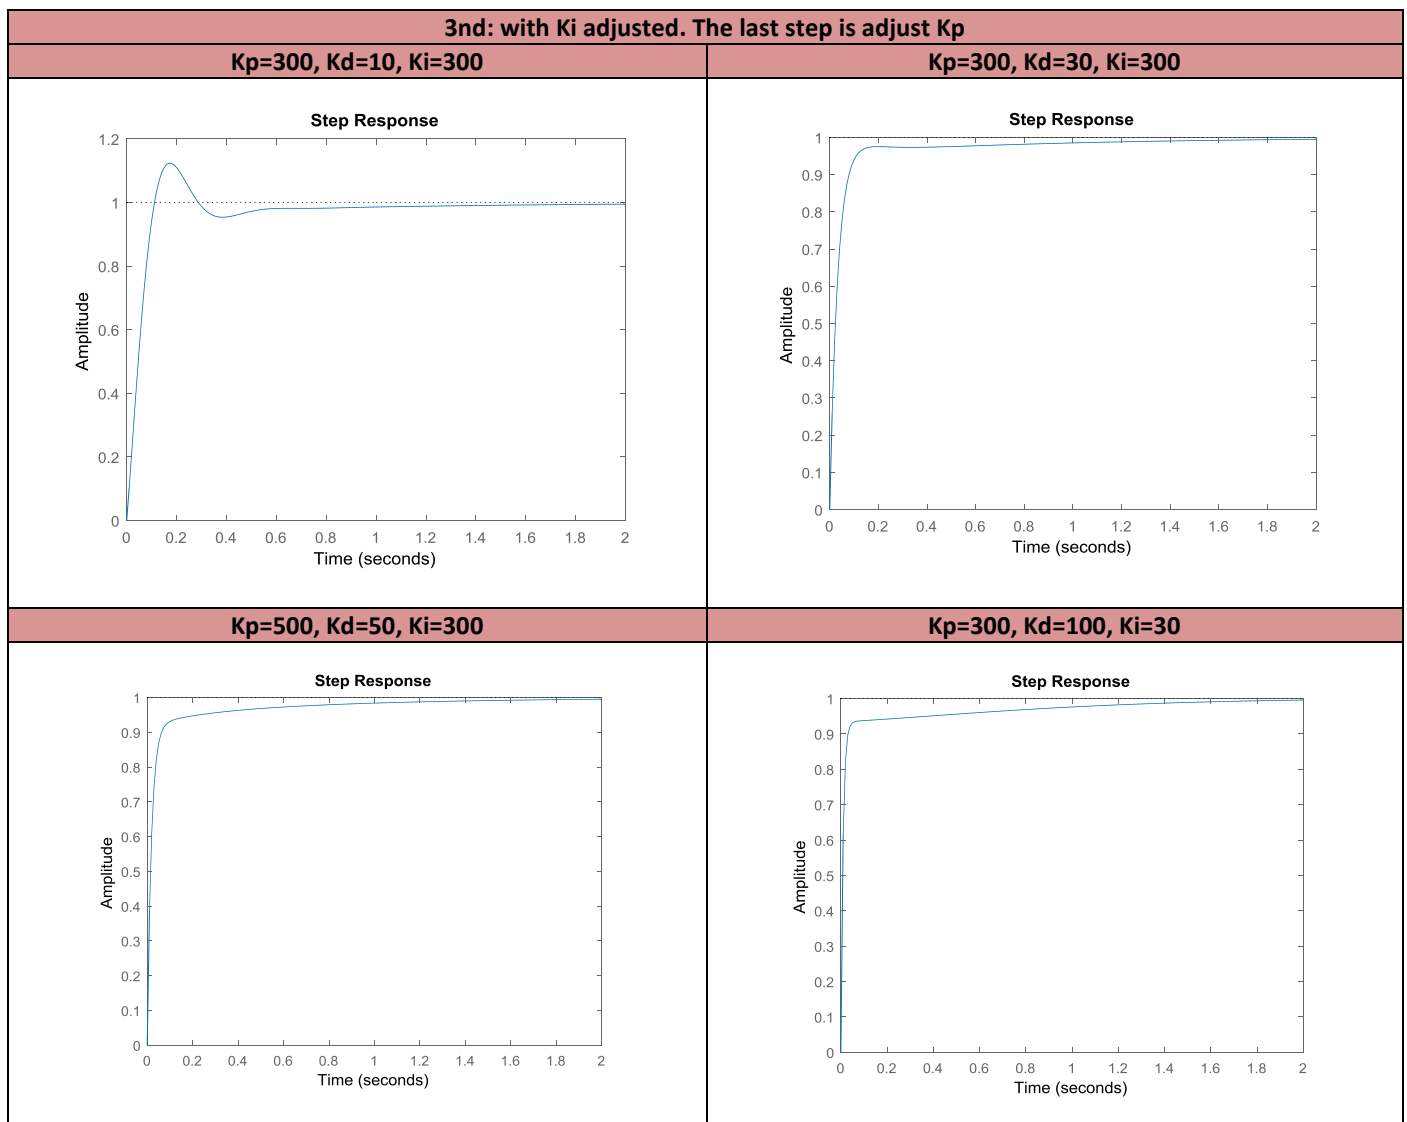 3nd: with Ki adjusted. The last step is adjust Kp
Kp=300, Kd=10, Ki=300
Kp=300, Kd=30, Ki=300
Step Response
1.2
1
0.8
0.6
0.4
0.2
0
Amplitude
0 0.2 0.4 0.6 0.8 1 1.2 1.4 1.6 1.8 2
Time (seconds)
Step Response
1
0.9
0.8
0.7
0.6
0.5
0.4
0.3
0.2
0.1
0
Amplitude
0 0.2 0.4 0.6 0.8 1 1.2 1.4 1.6 1.8 2
Time (seconds)
Kp=500, Kd=50, Ki=300
Kp=300, Kd=100, Ki=30
Step Response
1
0.9
0.8
0.7
0.6
0.5
0.4
0.3
0.2
0.1
0
Amplitude
0 0.2 0.4 0.6 0.8 1 1.2 1.4 1.6 1.8 2
Time (seconds)
Step Response
1
0.9
0.8
0.7
0.6
0.5
0.4
0.3
0.2
0.1
0
Amplitude
0 0.2 0.4 0.6 0.8 1 1.2 1.4 1.6 1.8 2
Time (seconds)